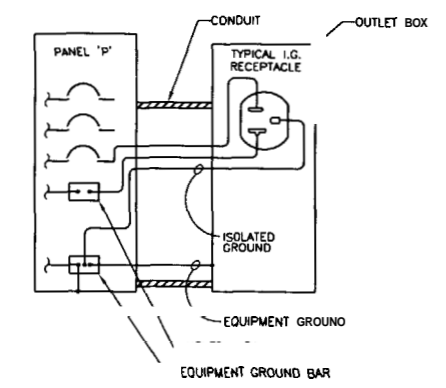 CONDUIT
OUTLET BOX
PANEL 'P'
TYPICAL I.G.
RECEPTACLE
ISOLATED
GROUND
EQUIPMENT GROUNO
EQUIPMENT GROUND BAR